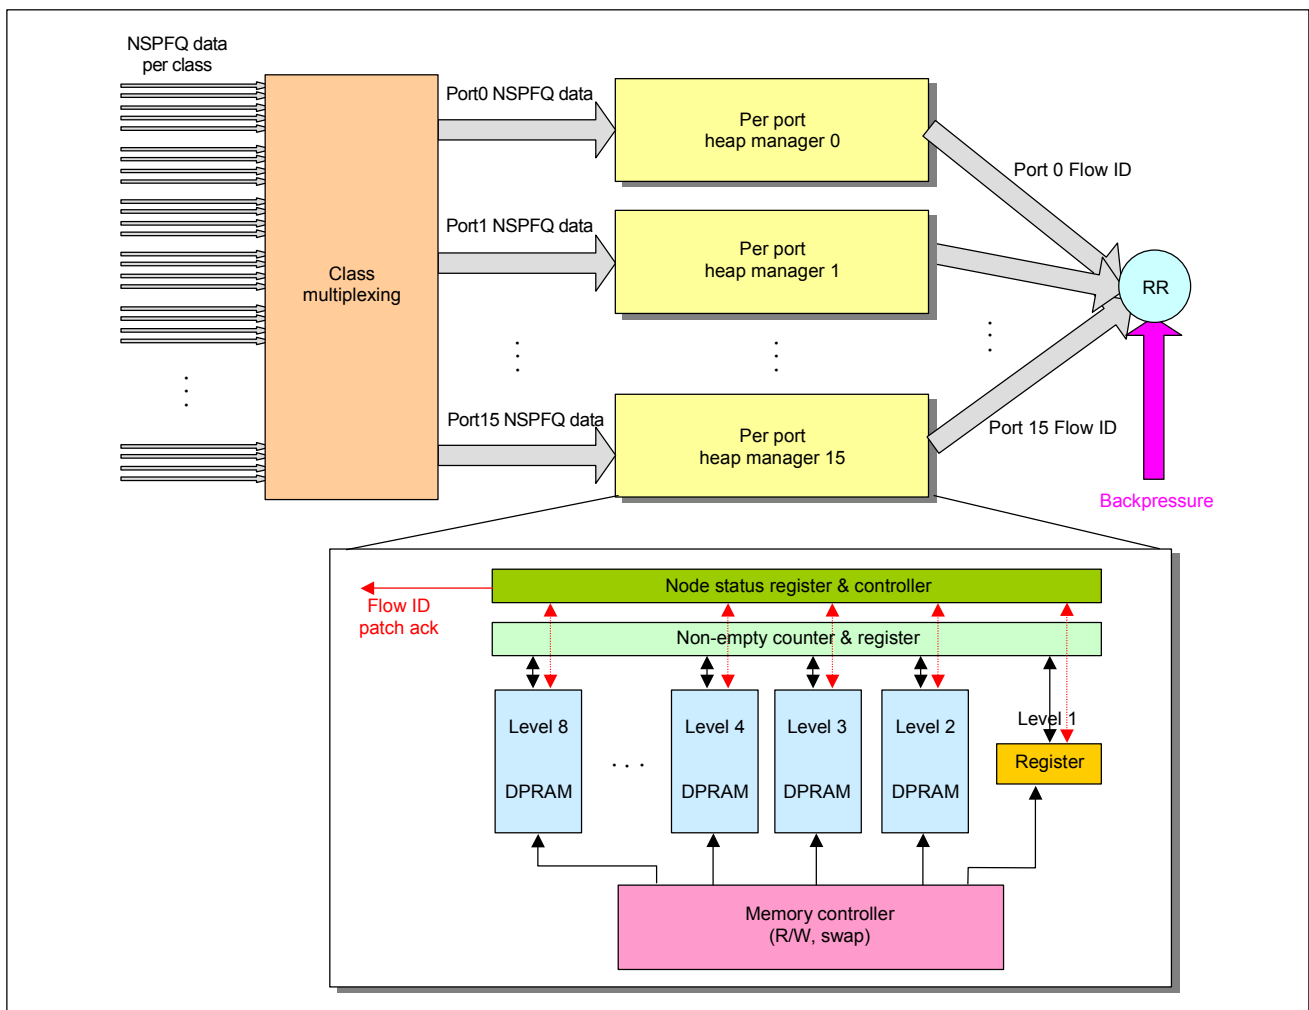 NSPFQ data
per class
Class
multiplexing
Port0 NSPFQ data
Per port
heap manager 0
Port 0 Flow ID
Port1 NSPFQ data
Per port
heap manager 1
RR
. . .
. . .
. . .
. . .
Port15 NSPFQ data
Per port
heap manager 15
Port 15 Flow ID
Backpressure
Node status register & controller
Flow ID
patch ack
Non-empty counter & register
Level 8
DPRAM
. . .
Level 4
DPRAM
Level 3
DPRAM
Level 2
DPRAM
Level 1
Register
Memory controller
(R/W, swap)